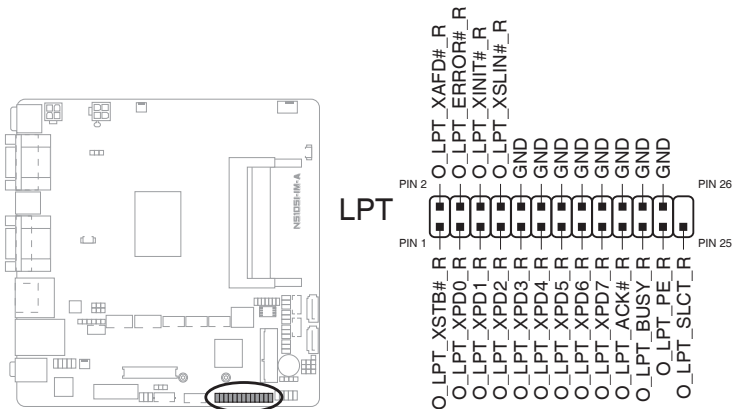 N5105I-IM-A
LPT
O_LPT_XAFD#_R
O_LPT_ERROR#_R
O_LPT_XINIT#_R
O_LPT_XSLIN#_R
GND
GND
GND
GND
GND
GND
GND
GND
PIN 2
PIN 26
PIN 1
PIN 25
O_LPT_XSTB#_R
O_LPT_XPD0_R
O_LPT_XPD1_R
O_LPT_XPD2_R
O_LPT_XPD3_R
O_LPT_XPD4_R
O_LPT_XPD5_R
O_LPT_XPD6_R
O_LPT_XPD7_R
O_LPT_ACK#_R
O_LPT_BUSY_R
O_LPT_PE_R
O_LPT_SLCT_R